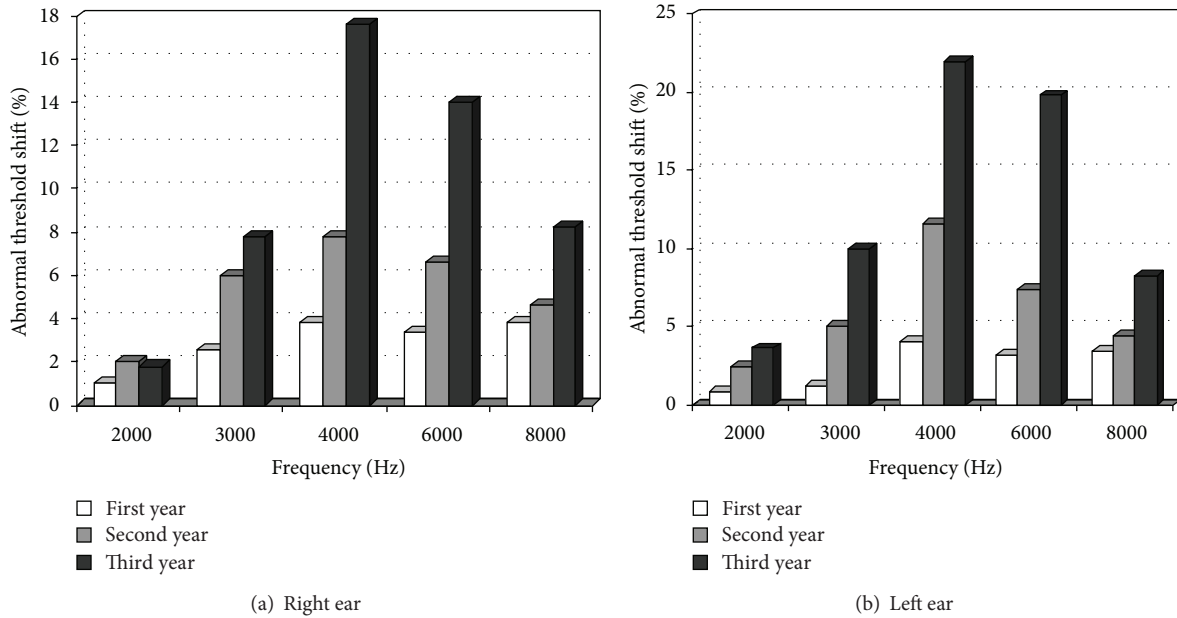 18
16
14
12
10
8
6
4
2
0
Abnormal threshold shift (%)
2000 3000 4000 6000 8000
Frequency (Hz)
First year
Second year
Third year
(a) Right ear
25
20
15
10
5
0
Abnormal threshold shift (%)
2000 3000 4000 6000 8000
Frequency (Hz)
First year
Second year
Third year
(b) Left ear